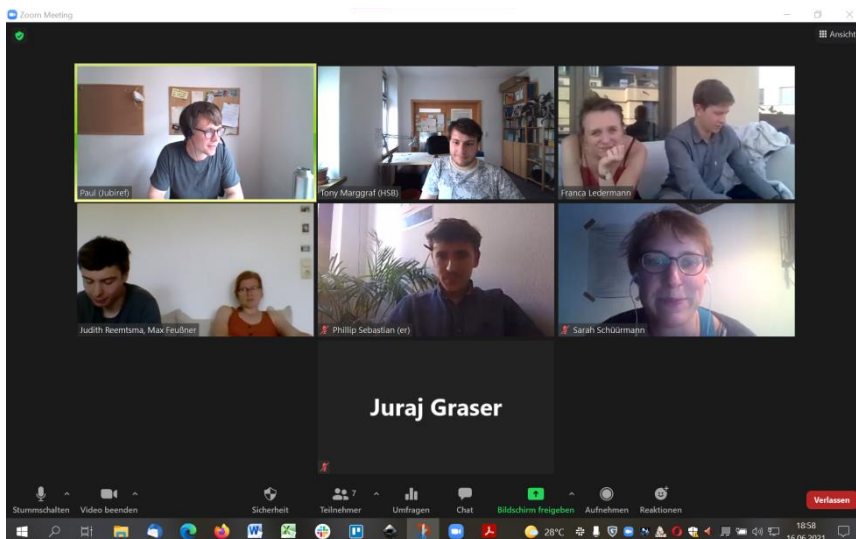 Zoom Meeting
Ansicht
Paul (Jubiref)
Tony Marggraf (HSB)
Franca Ledermann
Judith Reemtsma, Max Feußner
Phillip Sebastian (er)
Sarah Schüürmann
Juraj Graser
7
Stummschalten
Video beenden
Sicherheit
Teilnehmer
Umfragen
Chat
Bildschirm freigeben
Aufnehmen
Reaktionen
Verlassen
28°C
18:58
16.06.2021